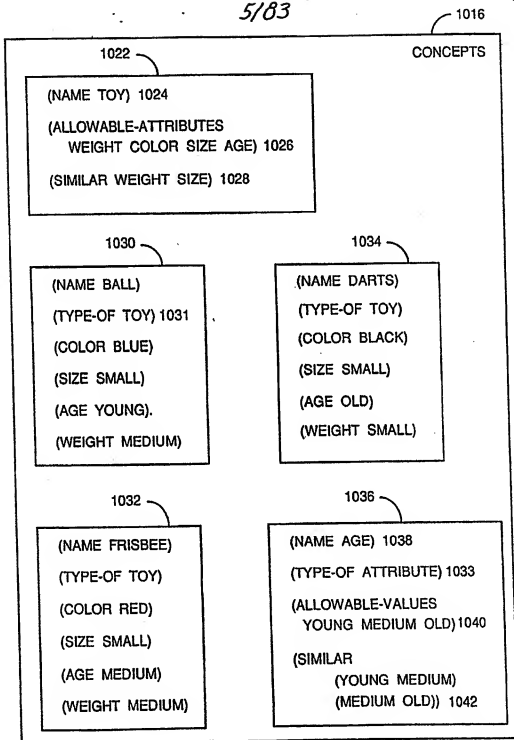 5/83
1016
CONCEPTS
1022
(NAME TOY) 1024
(ALLOWABLE-ATTRIBUTES
WEIGHT COLOR SIZE AGE) 1026
(SIMILAR WEIGHT SIZE) 1028
1030
(NAME BALL)
(TYPE-OF TOY) 1031
(COLOR BLUE)
(SIZE SMALL)
(AGE YOUNG).
(WEIGHT MEDIUM)
1034
(NAME DARTS)
(TYPE-OF TOY)
(COLOR BLACK)
(SIZE SMALL)
(AGE OLD)
(WEIGHT SMALL)
1032
(NAME FRISBEE)
(TYPE-OF TOY)
(COLOR RED)
(SIZE SMALL)
(AGE MEDIUM)
(WEIGHT MEDIUM)
1036
(NAME AGE) 1038
(TYPE-OF ATTRIBUTE) 1033
(ALLOWABLE-VALUES
YOUNG MEDIUM OLD) 1040
(SIMILAR
(YOUNG MEDIUM)
(MEDIUM OLD)) 1042